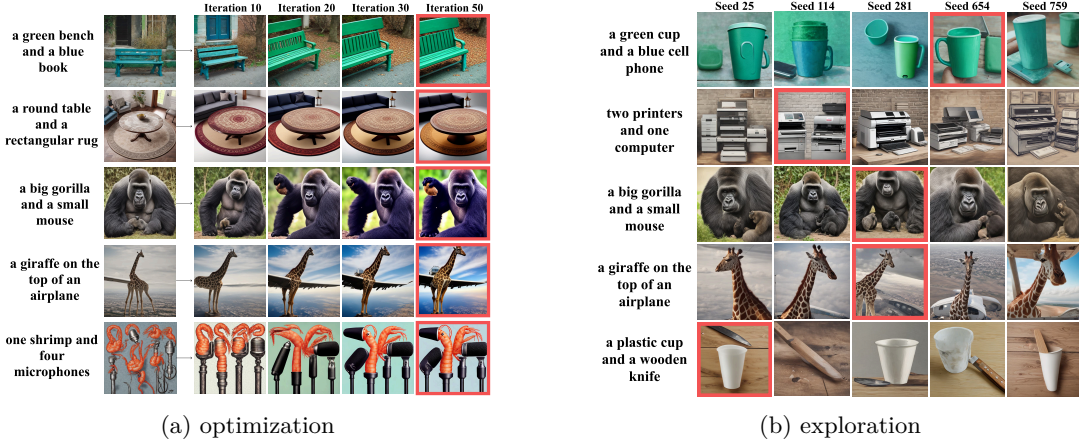 Iteration 10 Iteration 20 Iteration 30 Iteration 50
a green bench
and a blue
book
a round table
and a
rectangular rug
a big gorilla
and a small
mouse
a giraffe on the
top of an
airplane
one shrimp and
four
microphones
(a) optimization
Seed 25 Seed 114 Seed 281 Seed 654 Seed 759
a green cup
and a blue cell
phone
two printers
and one
computer
a big gorilla
and a small
mouse
a giraffe on the
top of an
airplane
a plastic cup
and a wooden
knife
(b) exploration